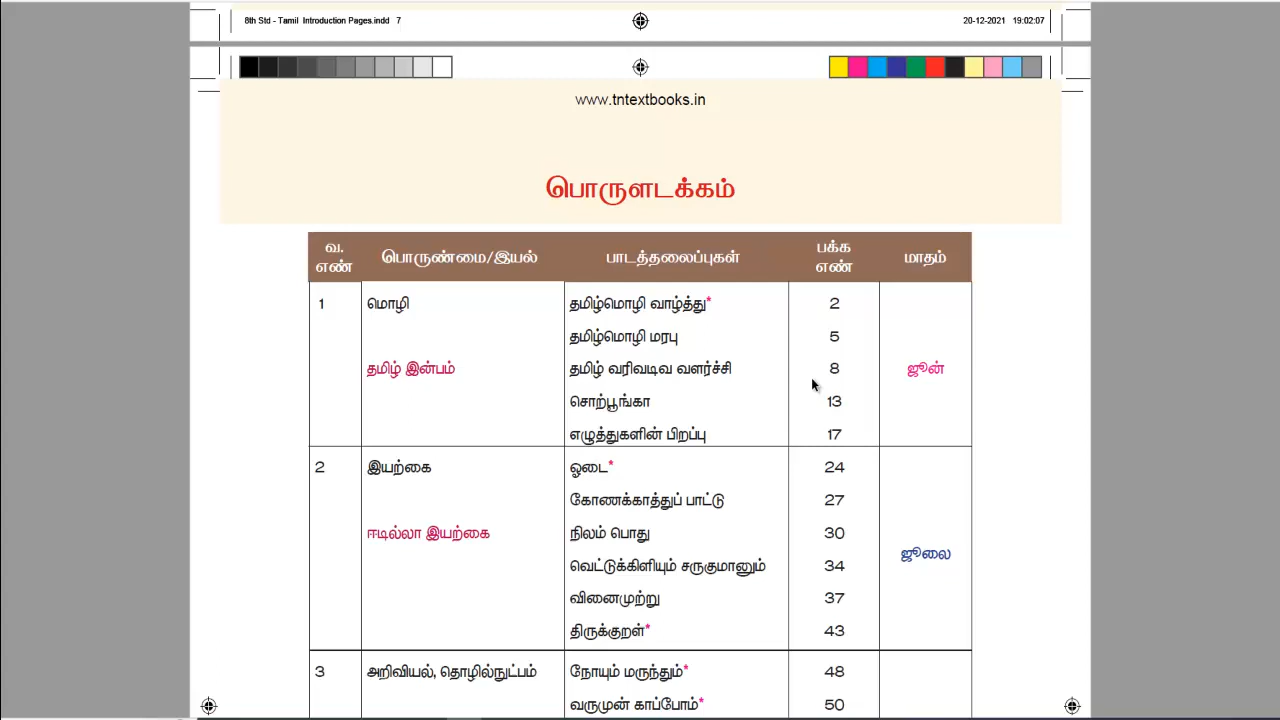 8th Std - Tamil Introduction Pages.indd 7 20-12-2021 19:02:07
www.tntextbooks.in
பொருளடக்கம்
வ. எண் பொருண்மை/இயல் பாடத்தலைப்புகள் பக்க எண் மாதம்
1 மொழி தமிழ்மொழி வாழ்த்து* 2
தமிழ்மொழி மரபு 5
தமிழ் இன்பம் தமிழ் வரிவடிவ வளர்ச்சி 8 ஜூன்
சொற்பூங்கா 13
எழுத்துகளின் பிறப்பு 17
2 இயற்கை ஓடை* 24
கோணக்காத்துப் பாட்டு 27
ஈடில்லா இயற்கை நிலம் பொது 30
ஜூலை
வெட்டுக்கிளியும் சருகுமானும் 34
வினைமுற்று 37
திருக்குறள்* 43
3 அறிவியல், தொழில்நுட்பம் நோயும் மருந்தும்* 48
வருமுன் காப்போம்* 50